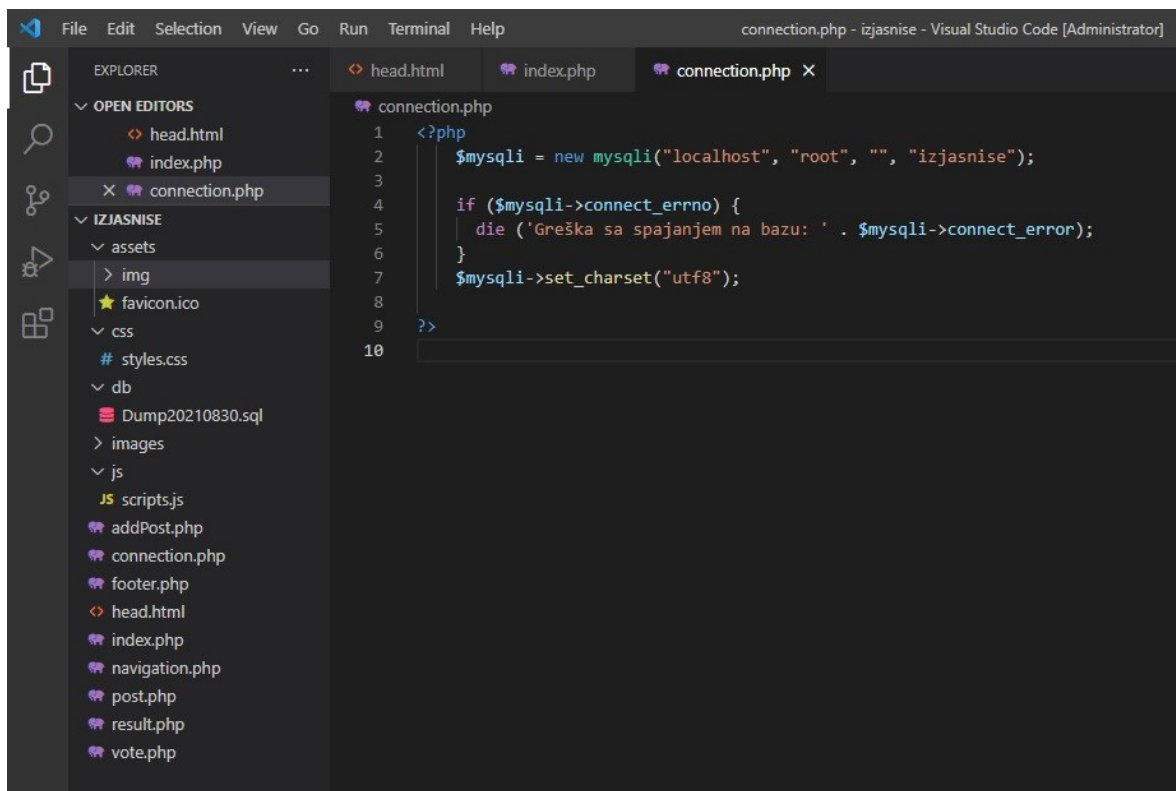 File Edit Selection View Go Run Terminal Help connection.php - izjasnise - Visual Studio Code [Administrator]
EXPLORER ...
OPEN EDITORS
head.html
index.php
connection.php
IZJASNISE
assets
img
favicon.ico
css
# styles.css
db
Dump20210830.sql
images
js
JS scripts.js
addPost.php
connection.php
footer.php
head.html
index.php
navigation.php
post.php
result.php
vote.php
head.html index.php connection.php
connection.php
1 <?php
2 $mysqli = new mysqli("localhost", "root", "", "izjasnise");
3
4 if ($mysqli->connect_errno) {
5 die ('Greška sa spajanjem na bazu: ' . $mysqli->connect_error);
6 }
7 $mysqli->set_charset("utf8");
8
9 ?>
10